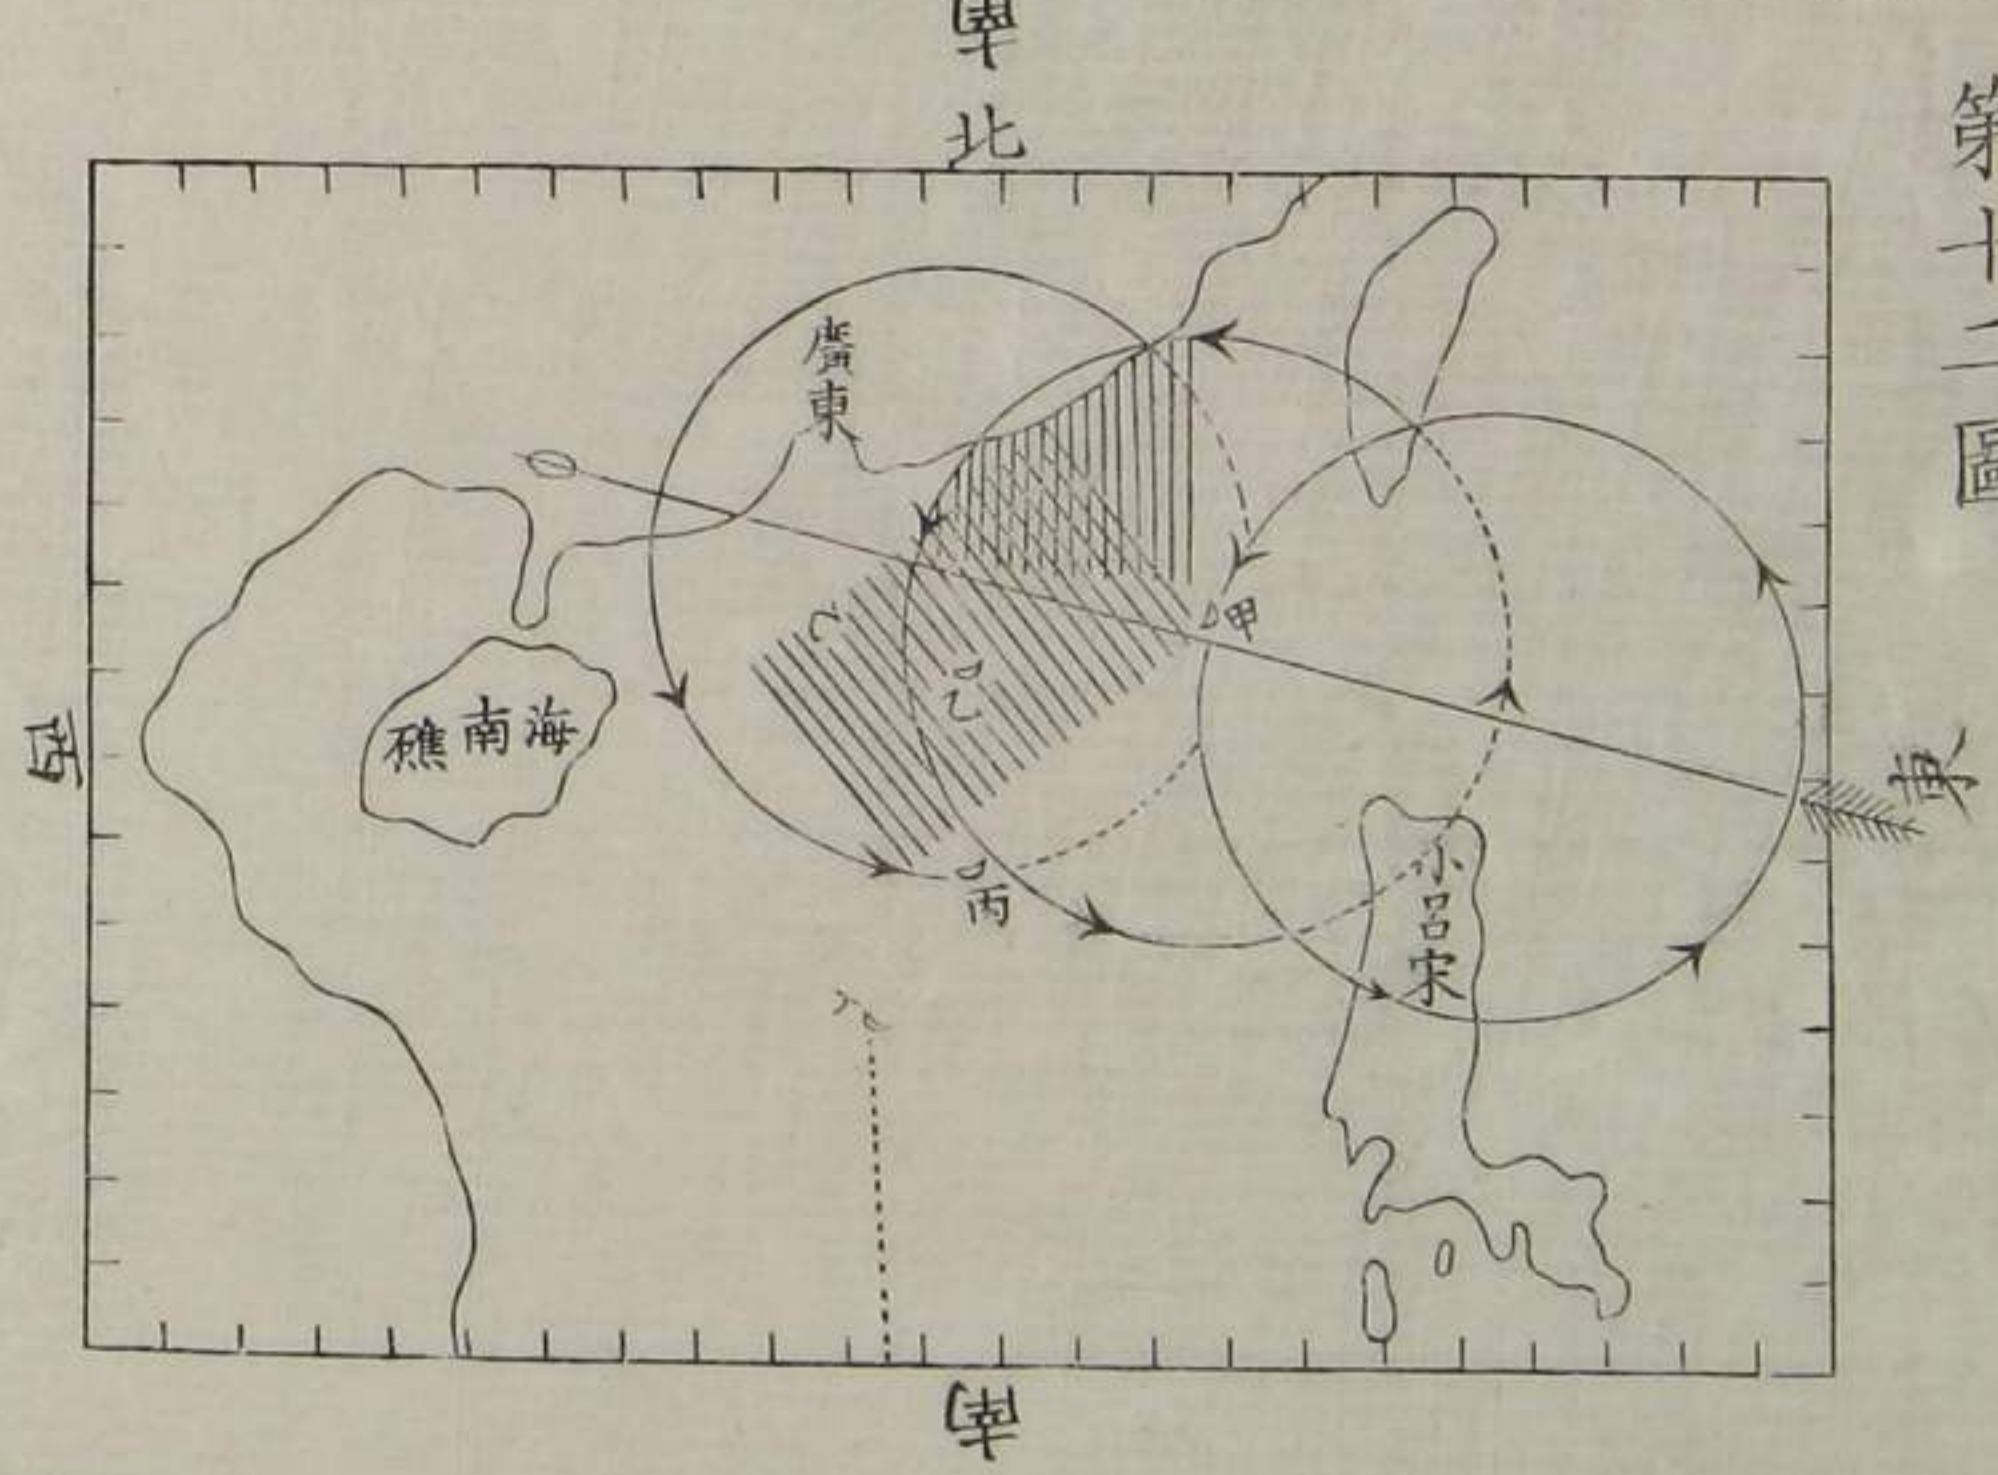 第十二圖
北
廣東
甲
乙
丙
海南礁
小呂宋
東
西
南